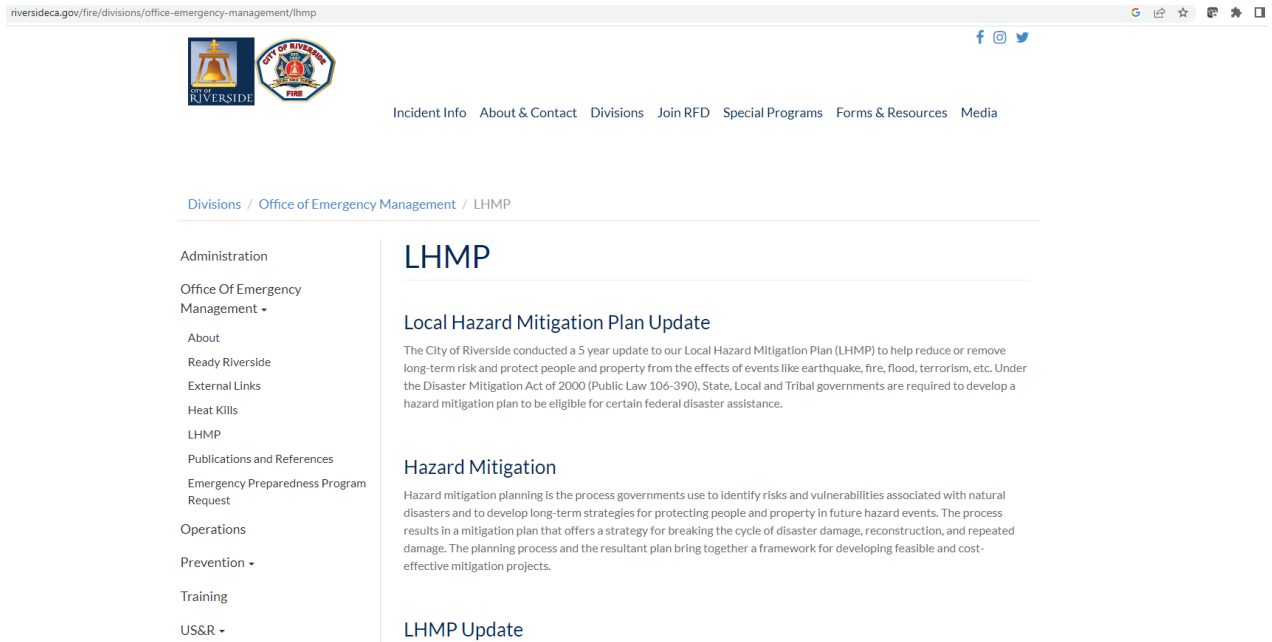 riversideca.gov/fire/divisions/office-emergency-management/lhmp
CITY OF
RIVERSIDE
CITY OF RIVERSIDE
FIRE
Incident Info About & Contact Divisions Join RFD Special Programs Forms & Resources Media
Divisions / Office of Emergency Management / LHMP
Administration
Office Of Emergency
Management
About
Ready Riverside
External Links
Heat Kills
LHMP
Publications and References
Emergency Preparedness Program
Request
Operations
Prevention
Training
US&R
LHMP
Local Hazard Mitigation Plan Update
The City of Riverside conducted a 5 year update to our Local Hazard Mitigation Plan (LHMP) to help reduce or remove
long-term risk and protect people and property from the effects of events like earthquake, fire, flood, terrorism, etc. Under
the Disaster Mitigation Act of 2000 (Public Law 106-390), State, Local and Tribal governments are required to develop a
hazard mitigation plan to be eligible for certain federal disaster assistance.
Hazard Mitigation
Hazard mitigation planning is the process governments use to identify risks and vulnerabilities associated with natural
disasters and to develop long-term strategies for protecting people and property in future hazard events. The process
results in a mitigation plan that offers a strategy for breaking the cycle of disaster damage, reconstruction, and repeated
damage. The planning process and the resultant plan bring together a framework for developing feasible and cost-
effective mitigation projects.
LHMP Update